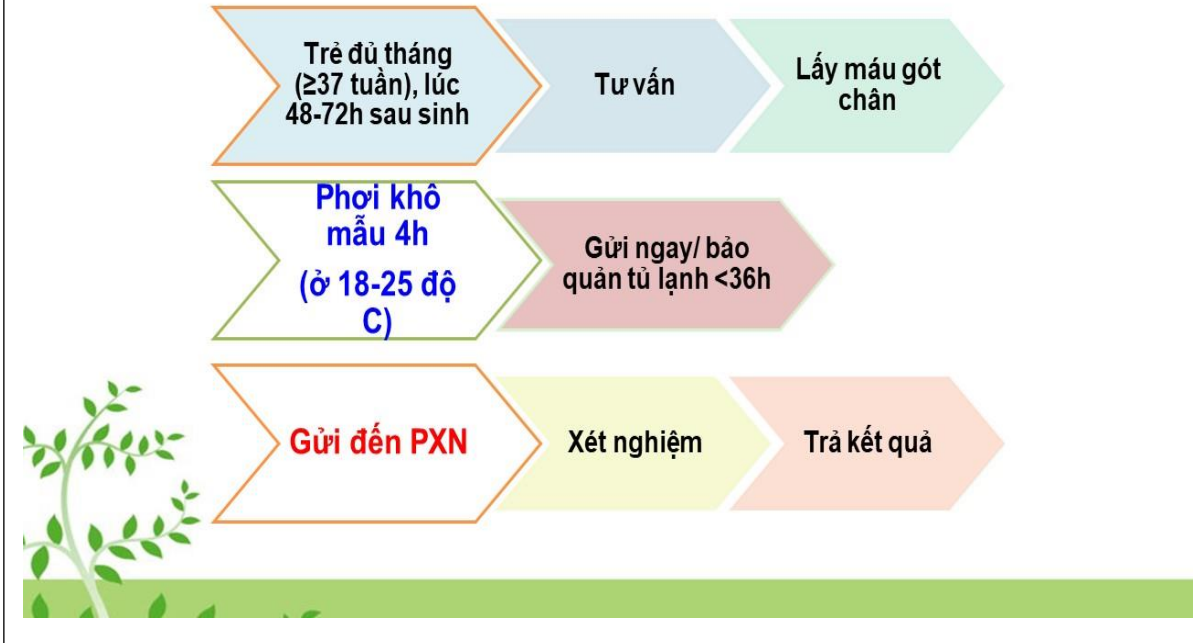 Trẻ đủ tháng
(≥37 tuần), lúc
48-72h sau sinh
Tư vấn
Lấy máu gót
chân
Phơi khô
mẫu 4h
(ở 18-25 độ
C)
Gửi ngay/ bảo
quản tủ lạnh <36h
Gửi đến PXN
Xét nghiệm
Trả kết quả